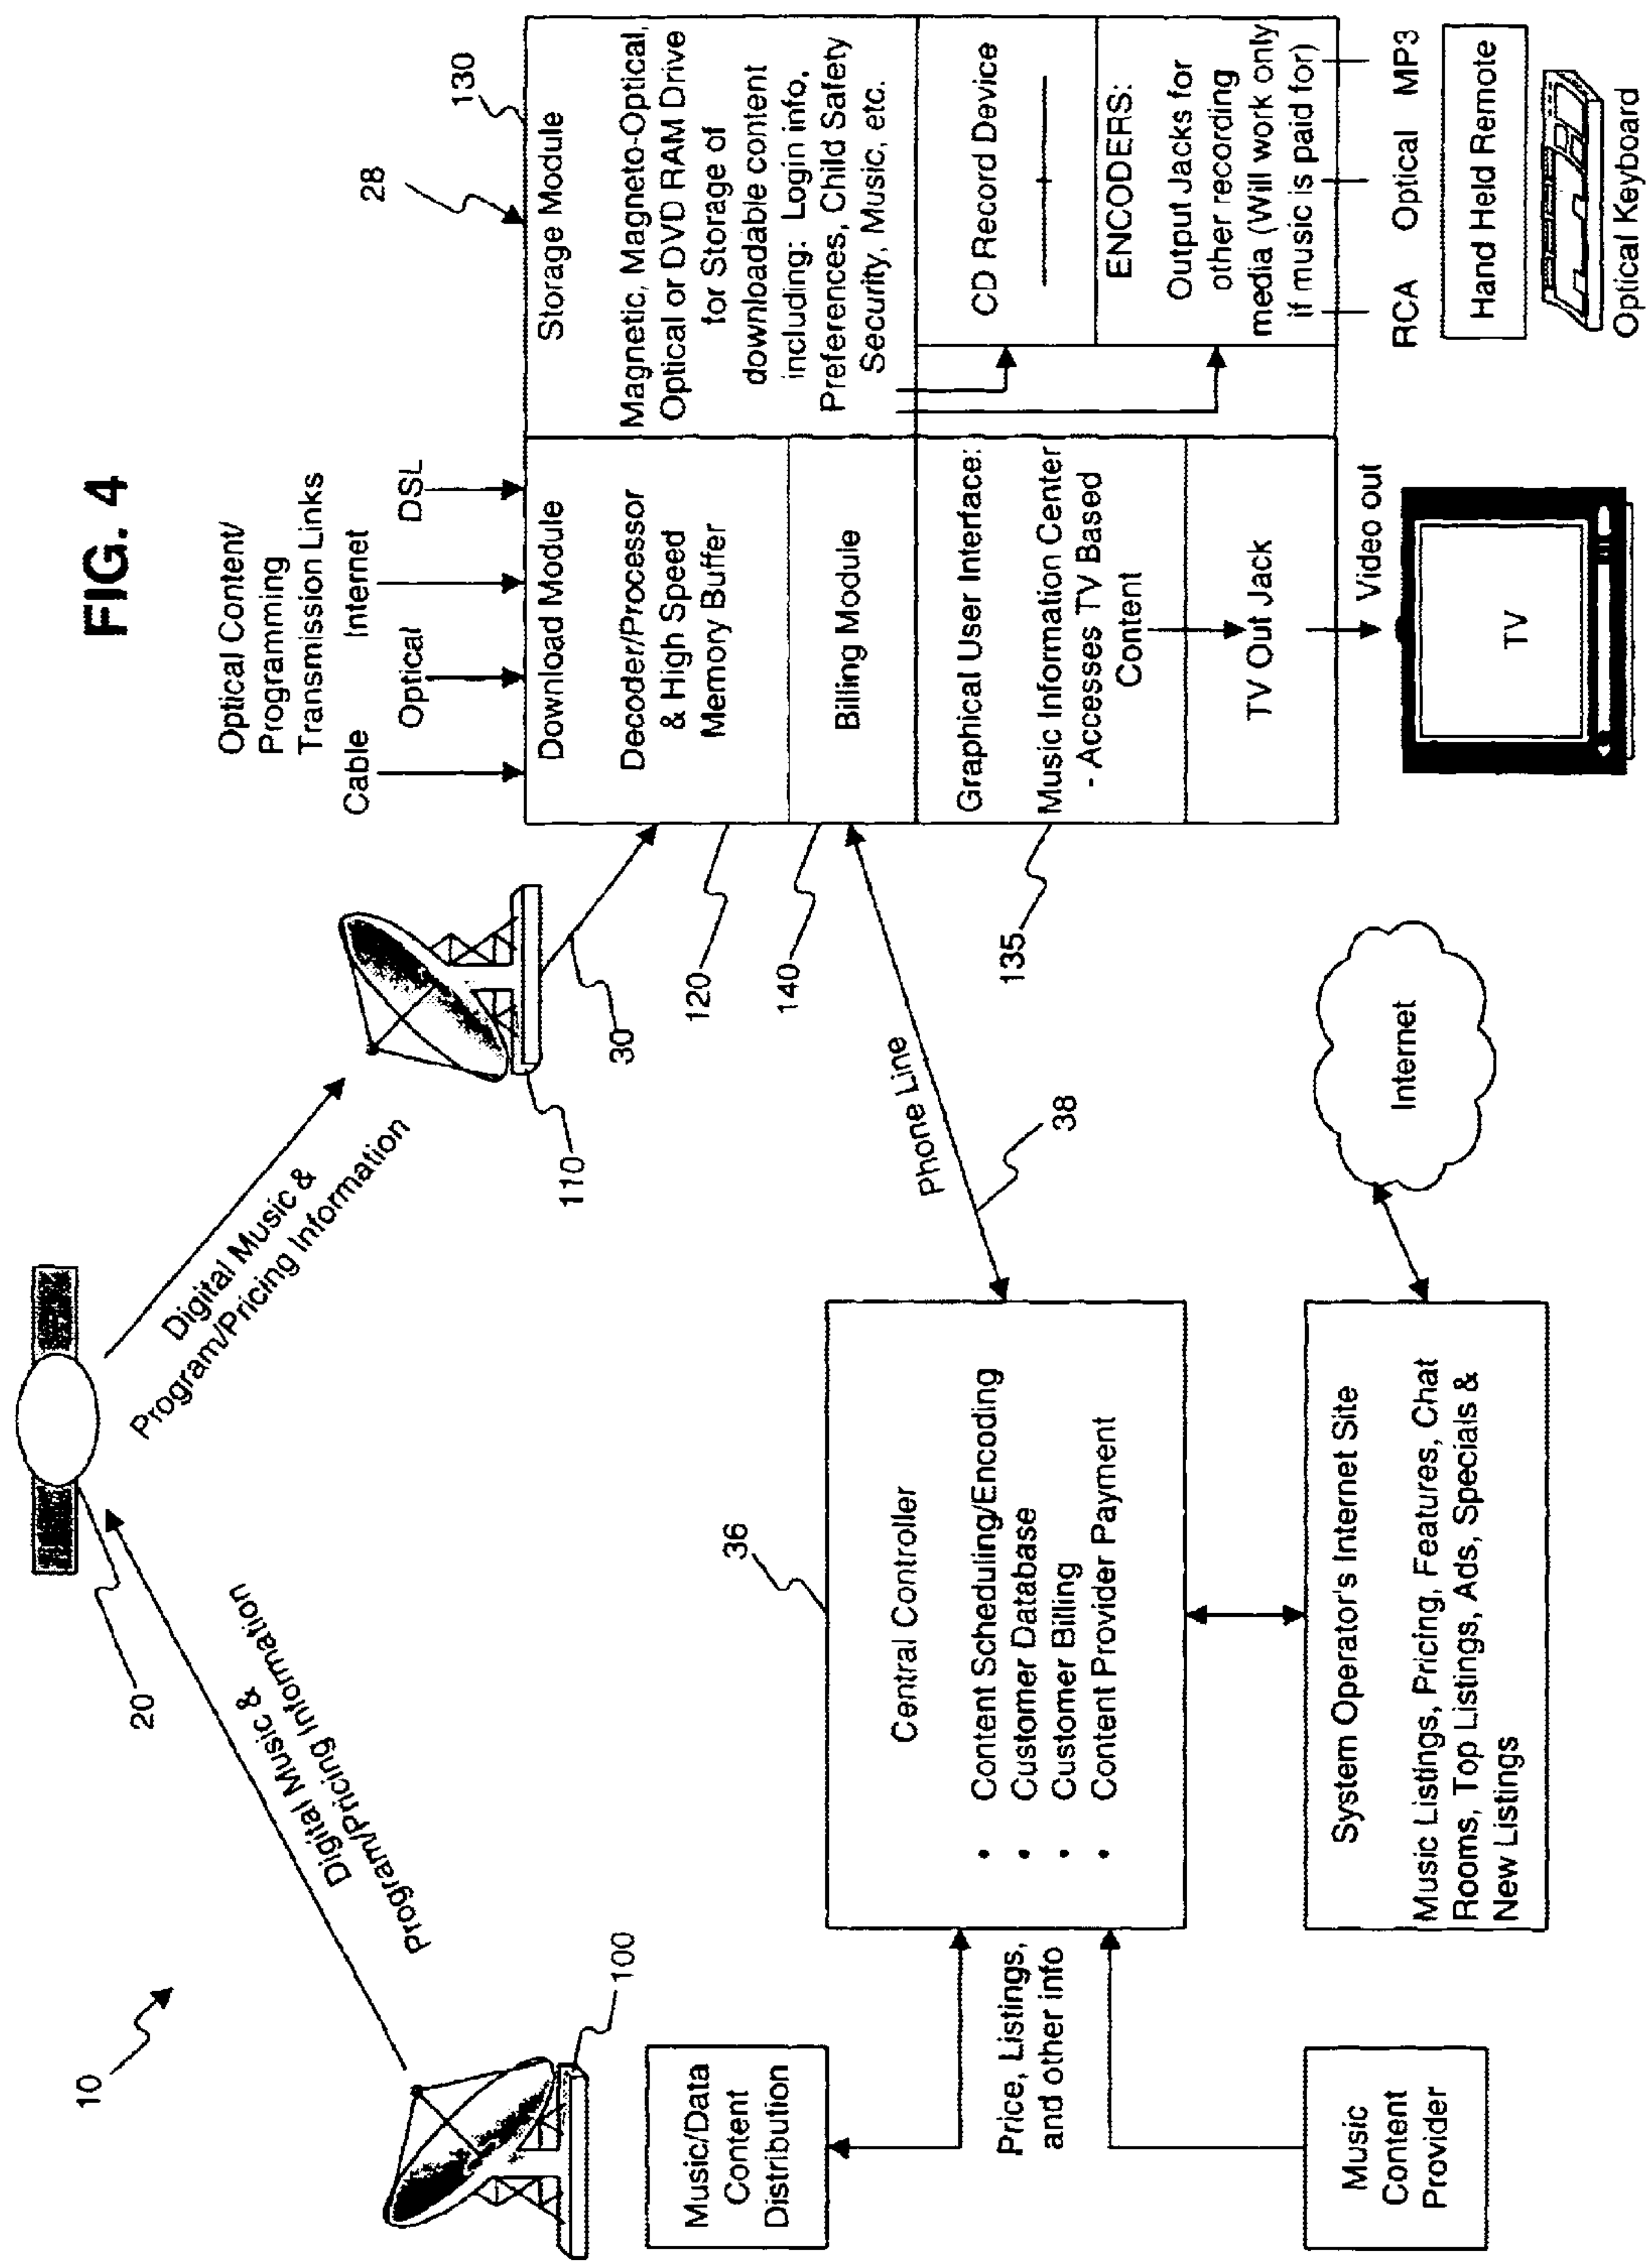 FIG. 4
10
20
Digital Music &
Program/Pricing Information
Digital Music &
Program/Pricing Information
100
110
30
Optical Content/
Programming
Transmission Links
Cable
Optical
Internet
DSL
28
130
Download Module
Decoder/Processor
& High Speed
Memory Buffer
120
Billing Module
140
Graphical User Interface:
Music Information Center
- Accesses TV Based
Content
135
TV Out Jack
Video out
TV
Storage Module
Magnetic, Magneto-Optical,
Optical or DVD RAM Drive
for Storage of
downloadable content
including: Login info,
Preferences, Child Safety
Security, Music, etc.
CD Record Device
ENCODERS:
Output Jacks for
other recording
media (Will work only
if music is paid for)
RCA
Optical
MP3
Hand Held Remote
Optical Keyboard
Music/Data
Content
Distribution
Price, Listings,
and other info
Music
Content
Provider
36
Central Controller
• Content Scheduling/Encoding
• Customer Database
• Customer Billing
• Content Provider Payment
Phone Line
38
System Operator's Internet Site
Music Listings, Pricing, Features, Chat
Rooms, Top Listings, Ads, Specials &
New Listings
Internet